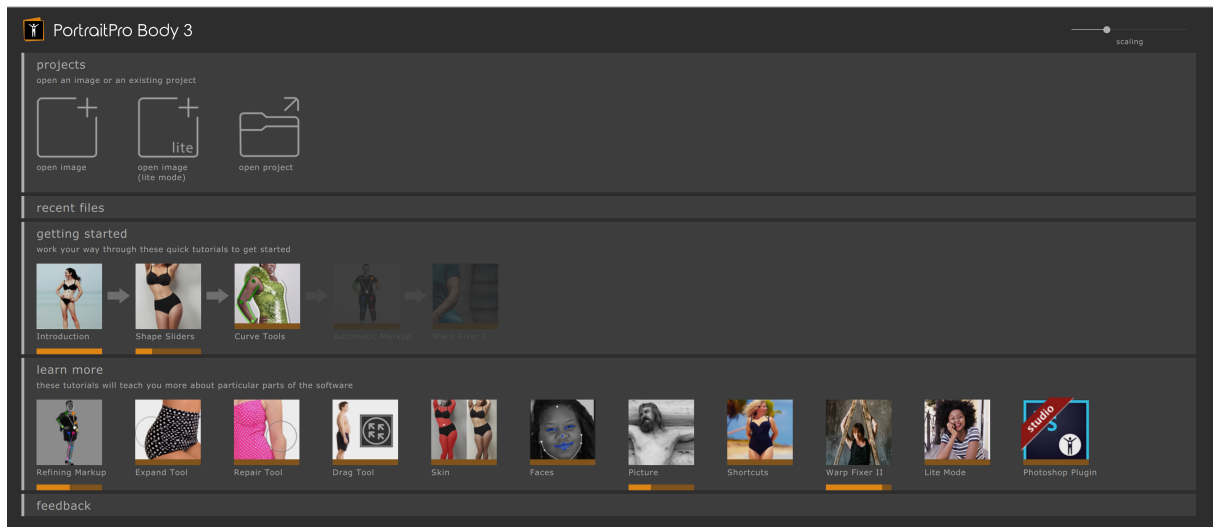 PortraitPro Body 3
scaling
projects
open an image or an existing project
lite
open image
open image
(lite mode)
open project
recent files
getting started
work your way through these quick tutorials to get started
Introduction
Shape Sliders
Curve Tools
Automatic Markup
Warp Fixer I
learn more
these tutorials will teach you more about particular parts of the software
studio
Refining Markup
Expand Tool
Repair Tool
Drag Tool
Skin
Faces
Picture
Shortcuts
Warp Fixer II
Lite Mode
Photoshop Plugin
feedback